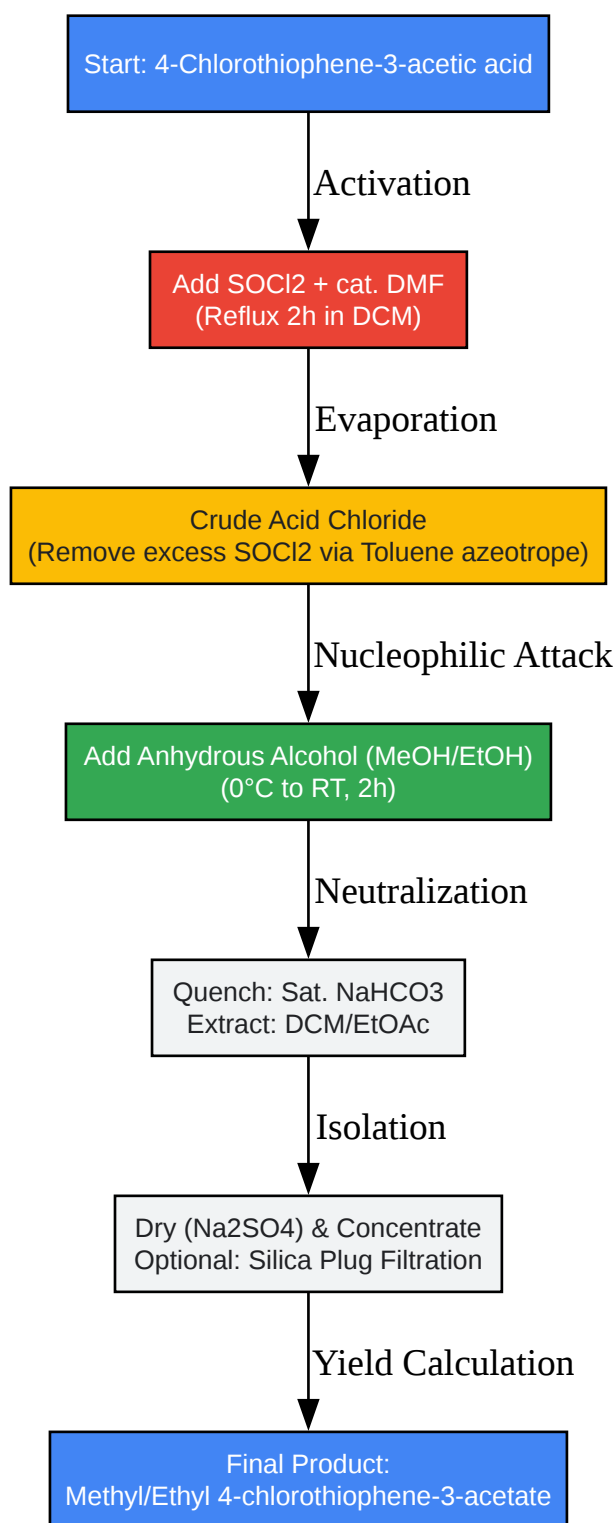 Start: 4-Chlorothiophene-3-acetic acid
Activation
Add SOCl2 + cat. DMF
(Reflux 2h in DCM)
Evaporation
Crude Acid Chloride
(Remove excess SOCl2 via Toluene azeotrope)
Nucleophilic Attack
Add Anhydrous Alcohol (MeOH/EtOH)
(0°C to RT, 2h)
Neutralization
Quench: Sat. NaHCO3
Extract: DCM/EtOAc
Isolation
Dry (Na2SO4) & Concentrate
Optional: Silica Plug Filtration
Yield Calculation
Final Product:
Methyl/Ethyl 4-chlorothiophene-3-acetate